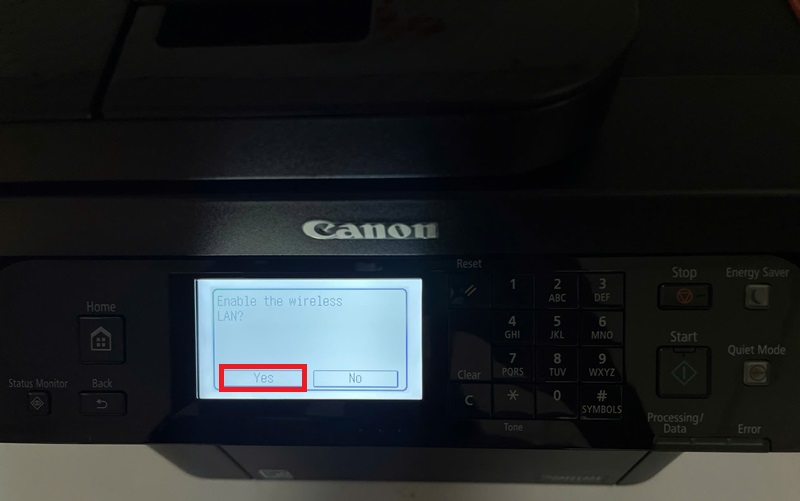 Canon
Reset
Stop
Energy Saver
Home
Enable the wireless
LAN?
1
2
ABC
3
DEF
4
GHI
5
JKL
6
MNO
Start
Quiet Mode
7
PQRS
8
TUV
9
WXYZ
Status Monitor
Back
Yes
No
Clear
C
*
0
#
SYMBOLS
Tone
Processing/
Data
Error